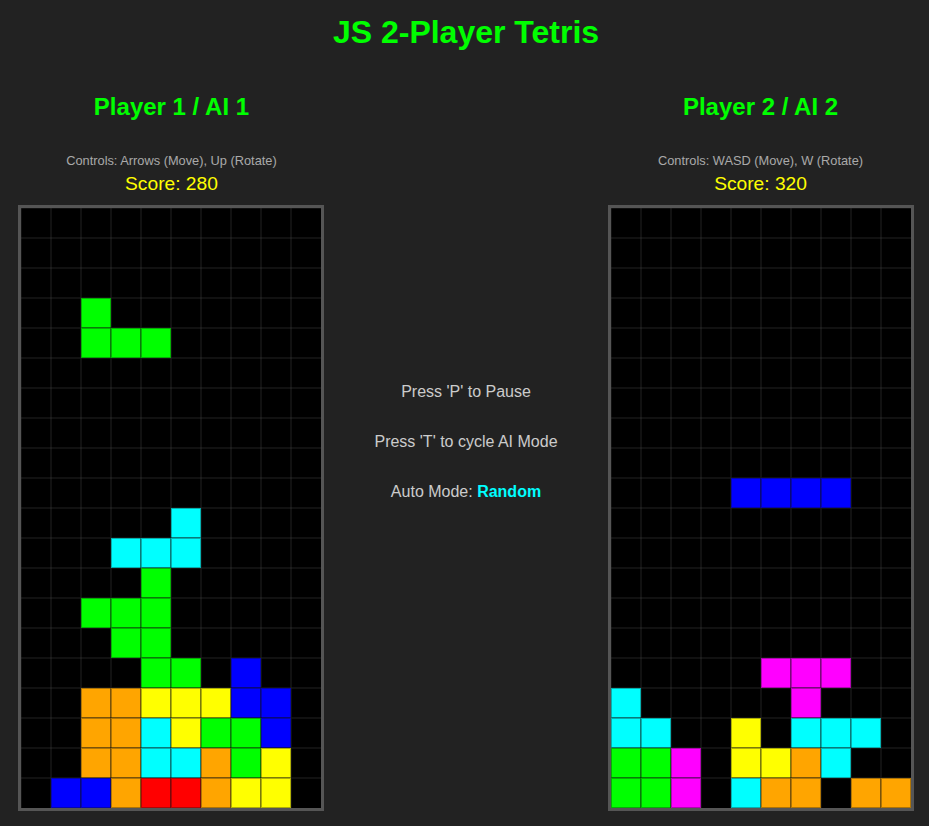 JS 2-Player Tetris
Player 1 / AI 1
Controls: Arrows (Move), Up (Rotate)
Score: 280
Press 'P' to Pause
Press 'T' to cycle AI Mode
Auto Mode: Random
Player 2 / AI 2
Controls: WASD (Move), W (Rotate)
Score: 320